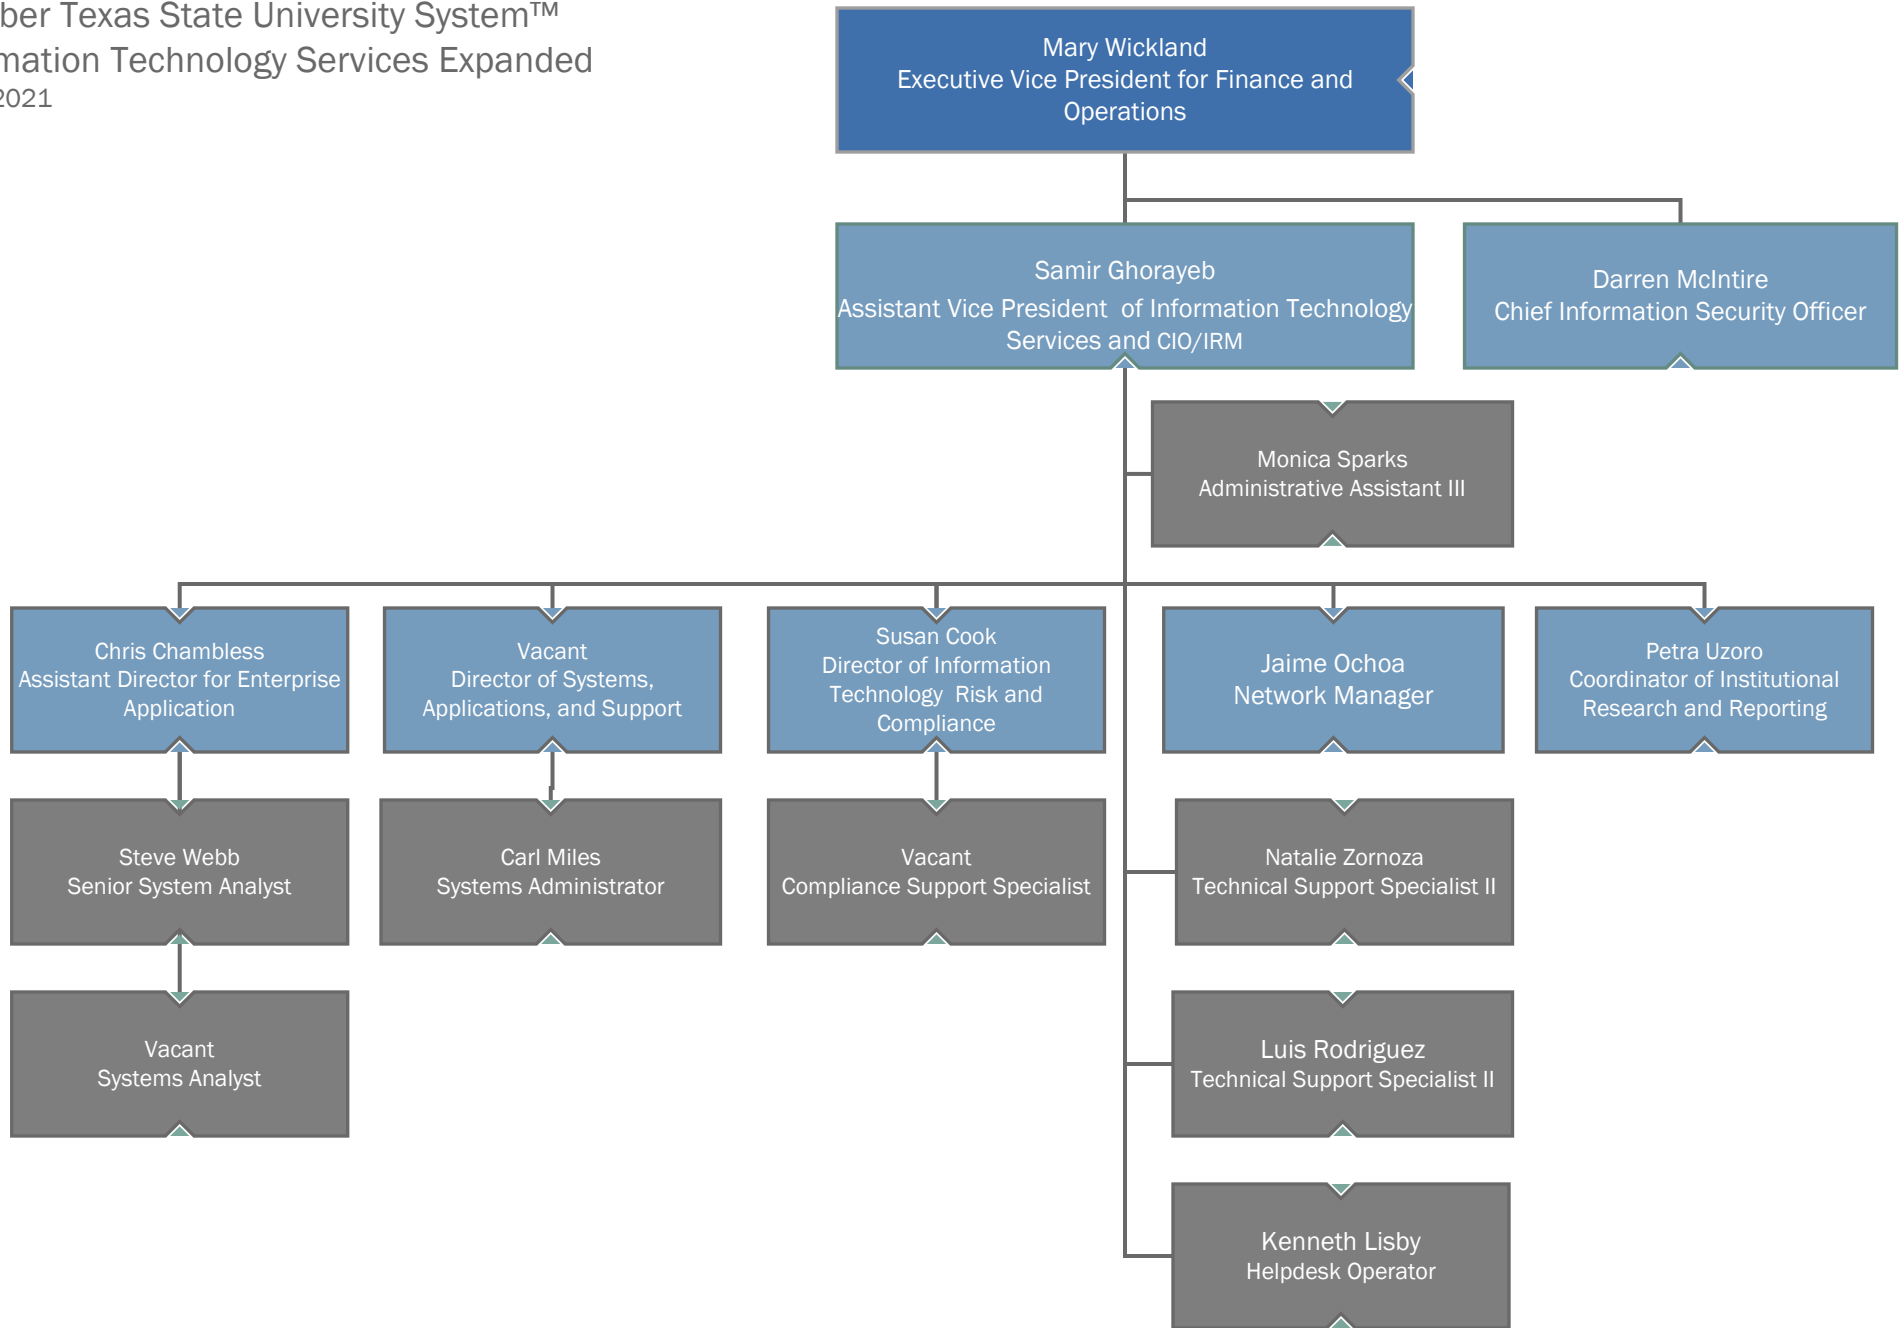 ber Texas State University System™
mation Technology Services Expanded
2021
Mary Wickland
Executive Vice President for Finance and
Operations
Samir Ghorayeb
Assistant Vice President of Information Technology
Services and CIO/IRM
Darren McIntire
Chief Information Security Officer
Monica Sparks
Administrative Assistant III
Chris Chambless
Assistant Director for Enterprise
Application
Vacant
Director of Systems,
Applications, and Support
Susan Cook
Director of Information
Technology Risk and
Compliance
Jaime Ochoa
Network Manager
Petra Uzoro
Coordinator of Institutional
Research and Reporting
Steve Webb
Senior System Analyst
Carl Miles
Systems Administrator
Vacant
Compliance Support Specialist
Natalie Zornoza
Technical Support Specialist II
Vacant
Systems Analyst
Luis Rodriguez
Technical Support Specialist II
Kenneth Lisby
Helpdesk Operator